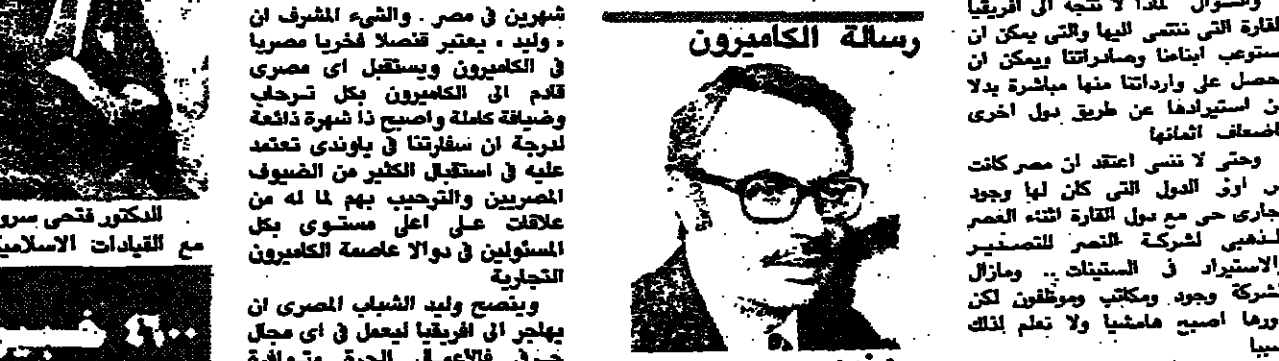 والسؤال لماذا لا نتجه الى افريقيا
القارة التى ننتمى اليها والتى يمكن ان
تستوعب ابناءنا وصادراتنا ويمكن ان
نحصل على وارداتنا منها مباشرة بدلا
من استيرادها عن طريق دول اخرى
باضعاف اثمانها
وحتى لا ننسى اعتقد ان مصر كانت
من اولى الدول التى كان لها وجود
تجارى حى مع دول القارة اثناء العصر
الذهبى لشركة النصر للتصدير
والاستيراد فى الستينات .. ومازال
للشركة وجود ومكاتب وموظفون لكن
دورها اصبح هامشيا ولا تعلم لذلك
سببا
رسالة الكاميرون
شهرين فى مصر . والشىء المشرف ان
، وليد ، يعتبر قنصلا فخريا مصريا
فى الكاميرون ويستقبل اى مصرى
قادم الى الكاميرون بكل ترحاب
وضيافة كاملة واصبح ذا شهرة ذائعة
لدرجة ان سفارتنا فى ياوندى تعتمد
عليه فى استقبال الكثير من الضيوف
المصريين والترحيب بهم لما له من
علاقات على اعلى مستوى بكل
المسئولين فى دوالا عاصمة الكاميرون
التجارية
وينصح وليد الشباب المصرى ان
يهاجر الى افريقيا ليعمل فى اى مجال
حرفى فالأعمال الحرة
الدكتور فتحى سرو
مع القيادات الاسلامي